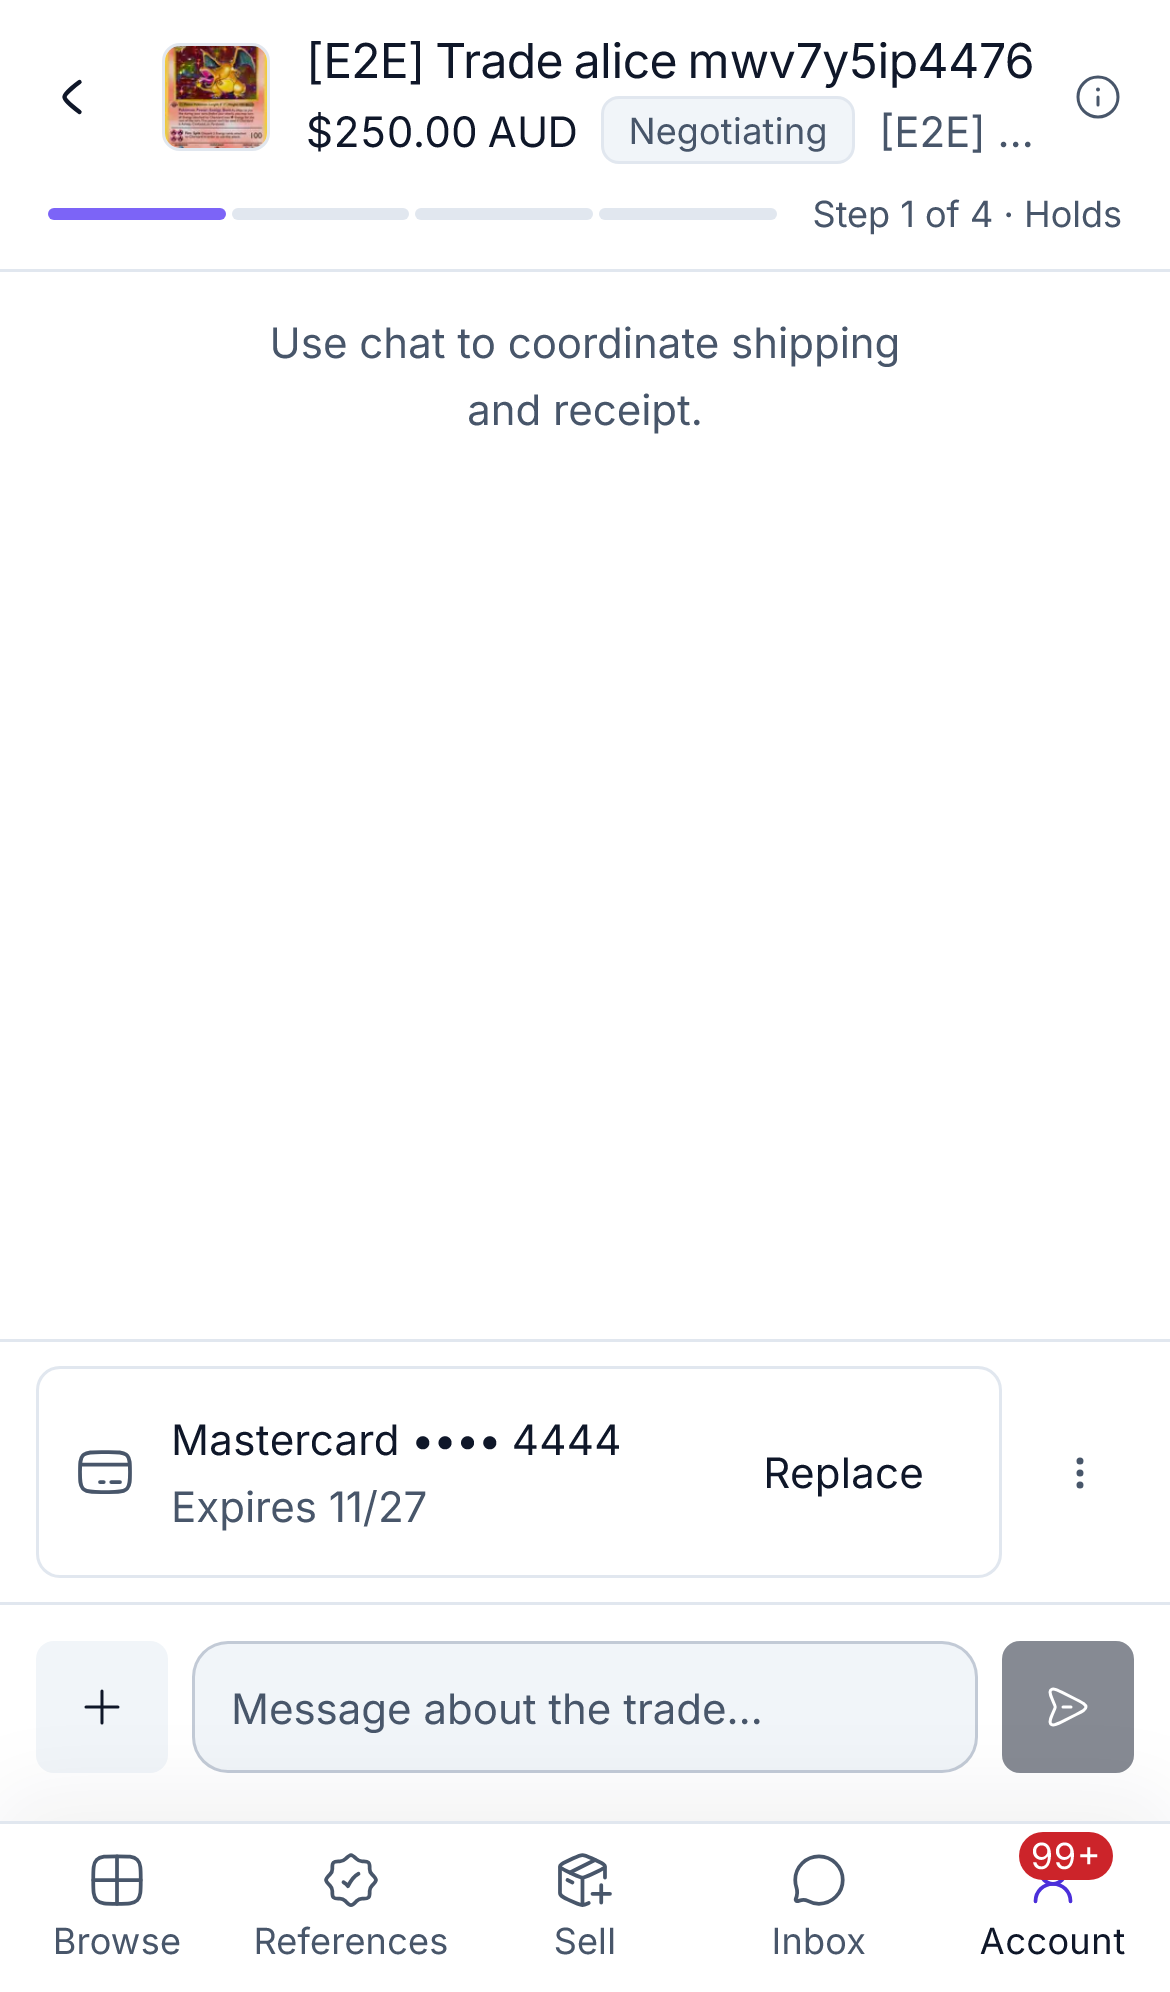 [E2E] Trade alice mwv7y5ip4476
$250.00 AUD Negotiating [E2E] ...
Step 1 of 4 · Holds
Use chat to coordinate shipping
and receipt.
Mastercard •••• 4444
Expires 11/27
Replace
Message about the trade...
99+
Browse References Sell Inbox Account